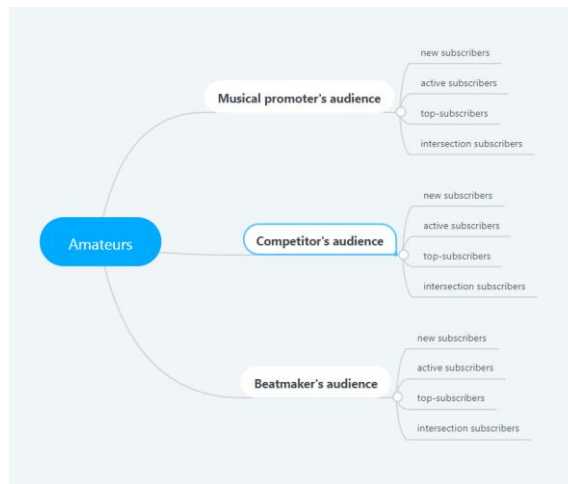 Amateurs
Musical promoter's audience
new subscribers
active subscribers
top-subscribers
intersection subscribers
Competitor's audience
new subscribers
active subscribers
top-subscribers
intersection subscribers
Beatmaker's audience
new subscribers
active subscribers
top-subscribers
intersection subscribers